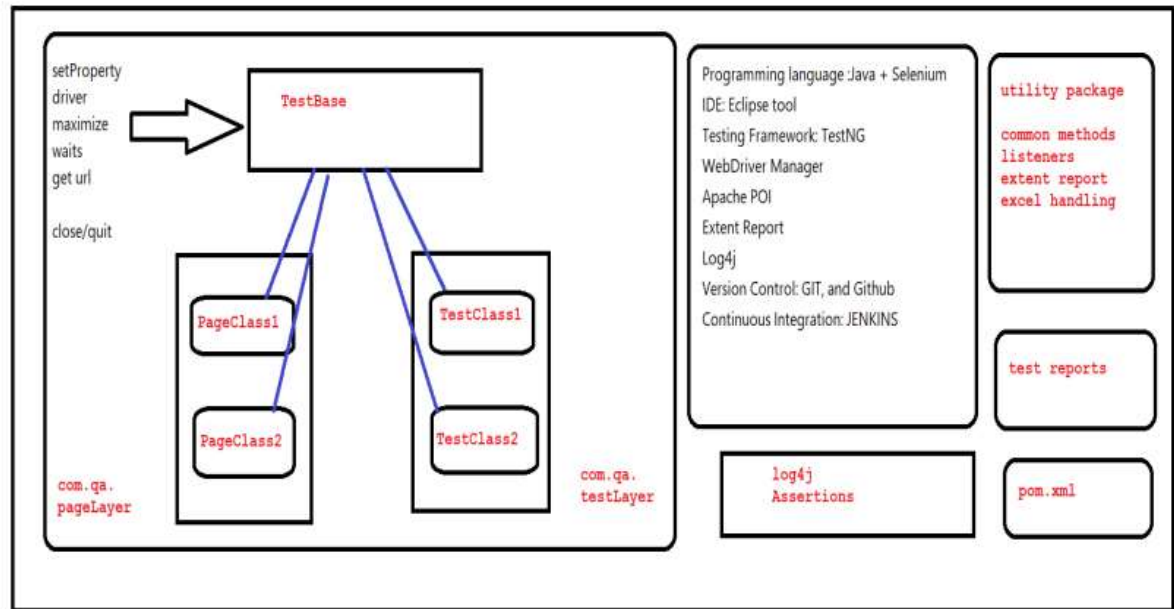 setProperty
driver
maximize
waits
get url
close/quit
TestBase
PageClass1
PageClass2
com.qa.
pageLayer
TestClass1
TestClass2
com.qa.
testLayer
Programming language :Java + Selenium
IDE: Eclipse tool
Testing Framework: TestNG
WebDriver Manager
Apache POI
Extent Report
Log4j
Version Control: GIT, and Github
Continuous Integration: JENKINS
utility package
common methods
listeners
extent report
excel handling
test reports
log4j
Assertions
pom.xml